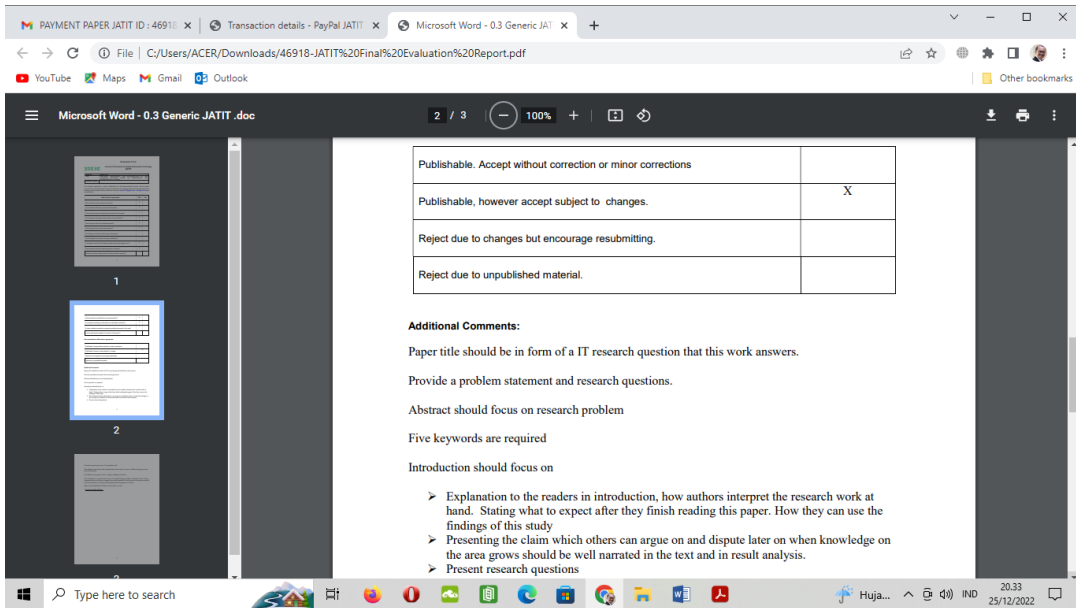 PAYMENT PAPER JATIT ID : 46918
Transaction details - PayPal JATIT
Microsoft Word - 0.3 Generic JAT
File
C:/Users/ACER/Downloads/46918-JATIT%20Final%20Evaluation%20Report.pdf
YouTube
Maps
Gmail
Outlook
Other bookmarks
Microsoft Word - 0.3 Generic JATIT .doc
2 / 3
100%
1
2
Publishable. Accept without correction or minor corrections
Publishable, however accept subject to changes.
X
Reject due to changes but encourage resubmitting.
Reject due to unpublished material.
Additional Comments:
Paper title should be in form of a IT research question that this work answers.
Provide a problem statement and research questions.
Abstract should focus on research problem
Five keywords are required
Introduction should focus on
➢ Explanation to the readers in introduction, how authors interpret the research work at
hand. Stating what to expect after they finish reading this paper. How they can use the
findings of this study
➢ Presenting the claim which others can argue on and dispute later on when knowledge on
the area grows should be well narrated in the text and in result analysis.
➢ Present research questions
Type here to search
Huja...
IND
20.33
25/12/2022